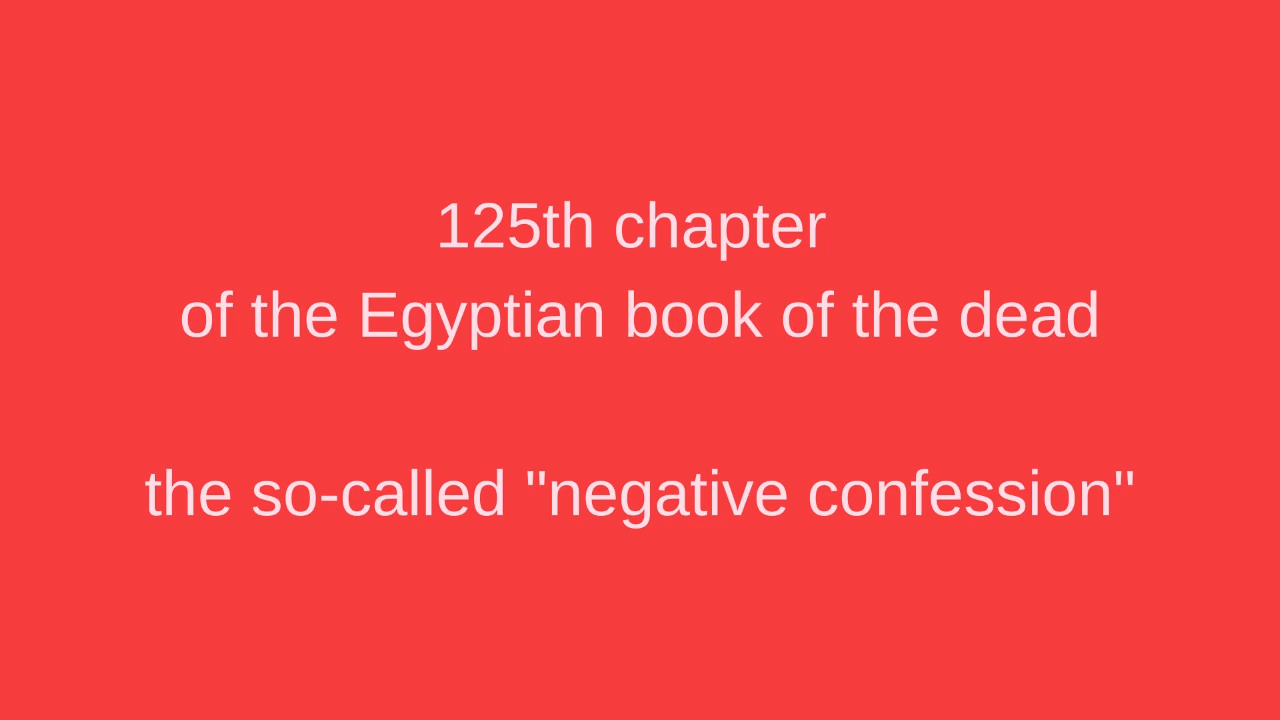 125th chapter
of the Egyptian book of the dead
the so-called "negative confession"